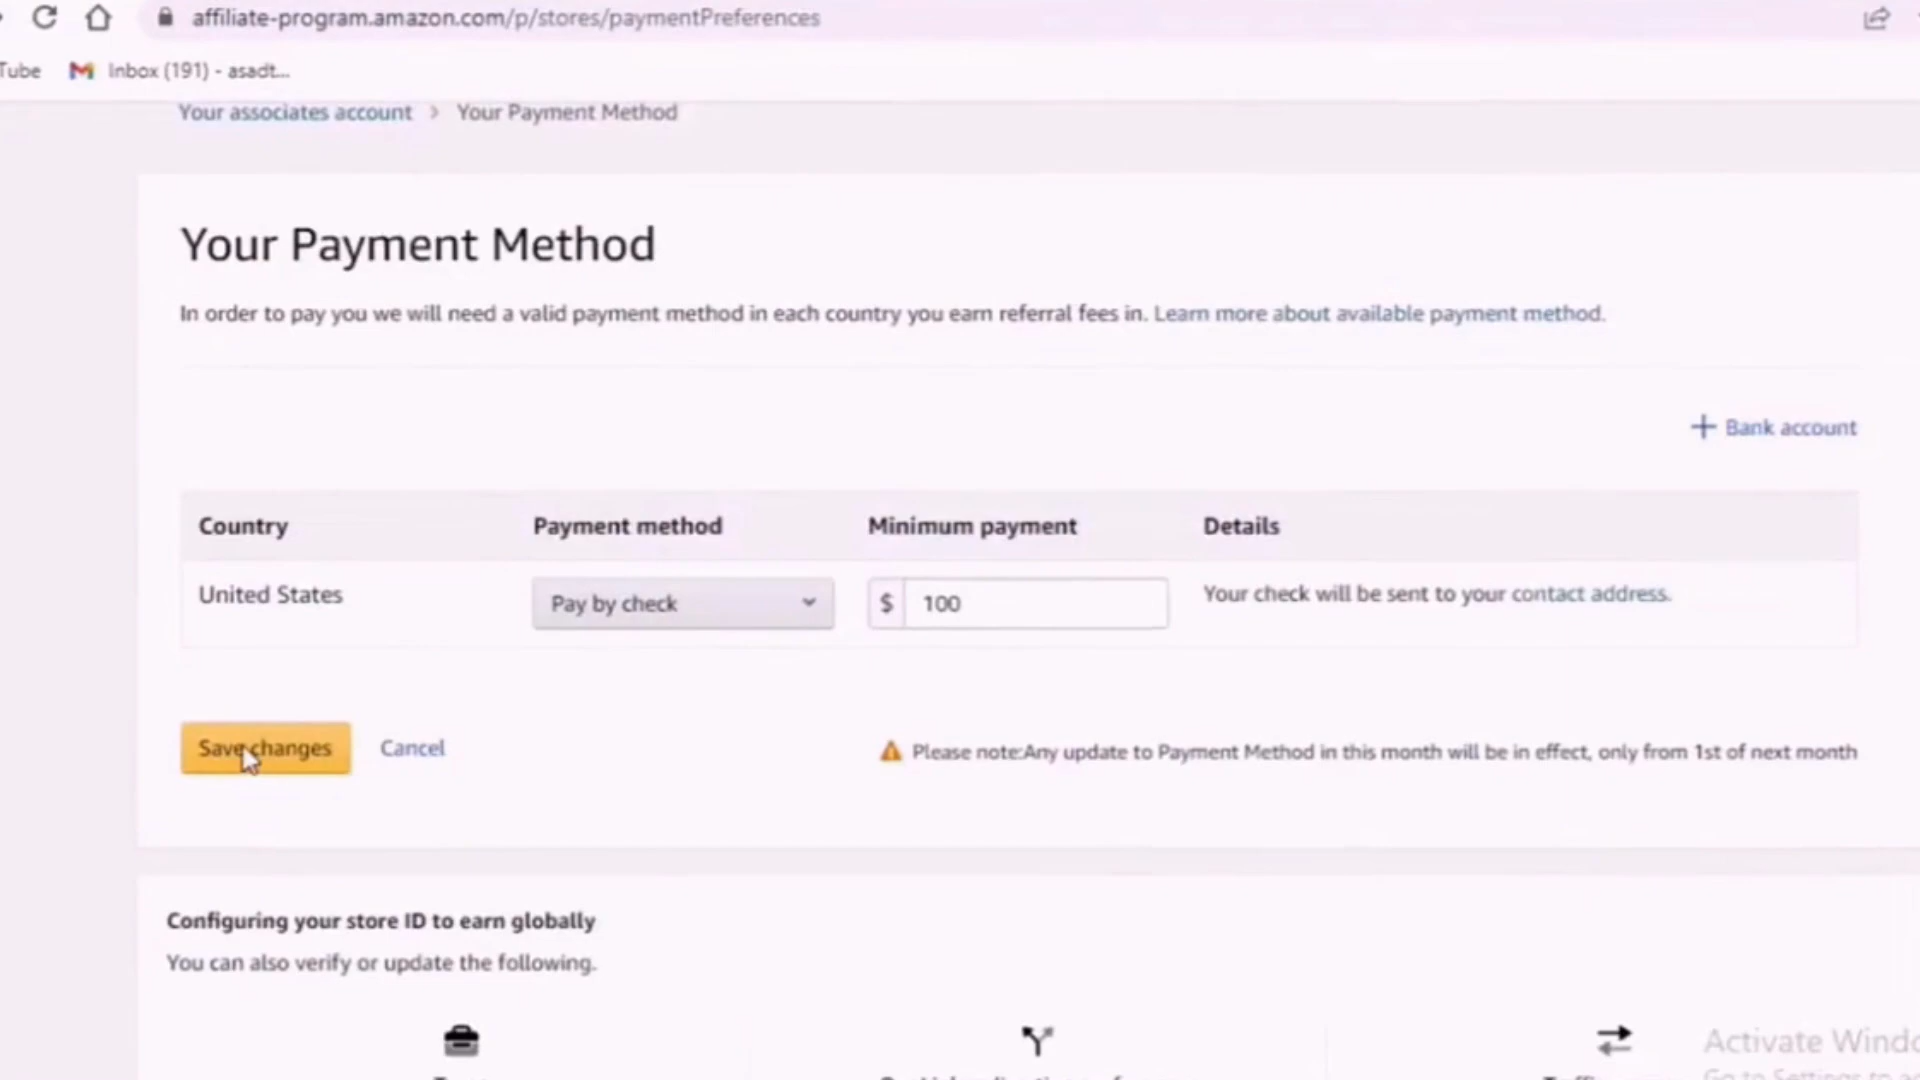 affiliate-program.amazon.com/p/stores/paymentPreferences
Tube Inbox (191) - asadt...
Your associates account > Your Payment Method
Your Payment Method
In order to pay you we will need a valid payment method in each country you earn referral fees in. Learn more about available payment method.
+ Bank account
Country Payment method Minimum payment Details
United States Pay by check $ 100 Your check will be sent to your contact address.
Save changes Cancel Please note:Any update to Payment Method in this month will be in effect, only from 1st of next month
Configuring your store ID to earn globally
You can also verify or update the following.
Activate Windo
Go to Settings to a